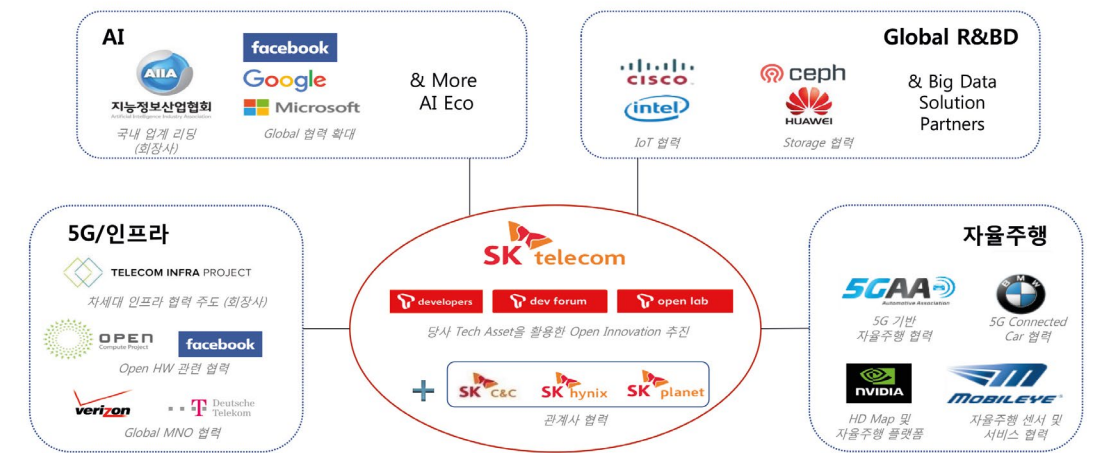 AI
AIIA
지능정보산업협회
Artificial Intelligence Industry Association
국내 업계 리딩
(회장사)
facebook
Google
Microsoft
Global 협력 확대
& More
AI Eco
Global R&BD
CISCO
intel
IoT 협력
ceph
HUAWEI
Storage 협력
& Big Data
Solution
Partners
5G/인프라
TELECOM INFRA PROJECT
차세대 인프라 협력 주도 (회장사)
OPEN
Compute Project
facebook
Open HW 관련 협력
verizon
Deutsche
Telekom
Global MNO 협력
SK telecom
T developers
T dev forum
T open lab
당사 Tech Asset을 활용한 Open Innovation 추진
+
SK C&C
SK hynix
SK planet
관계사 협력
자율주행
5GAA
Automotive Association
5G 기반
자율주행 협력
BMW
5G Connected
Car 협력
NVIDIA
HD Map 및
자율주행 플랫폼
MOBILEYE
자율주행 센서 및
서비스 협력